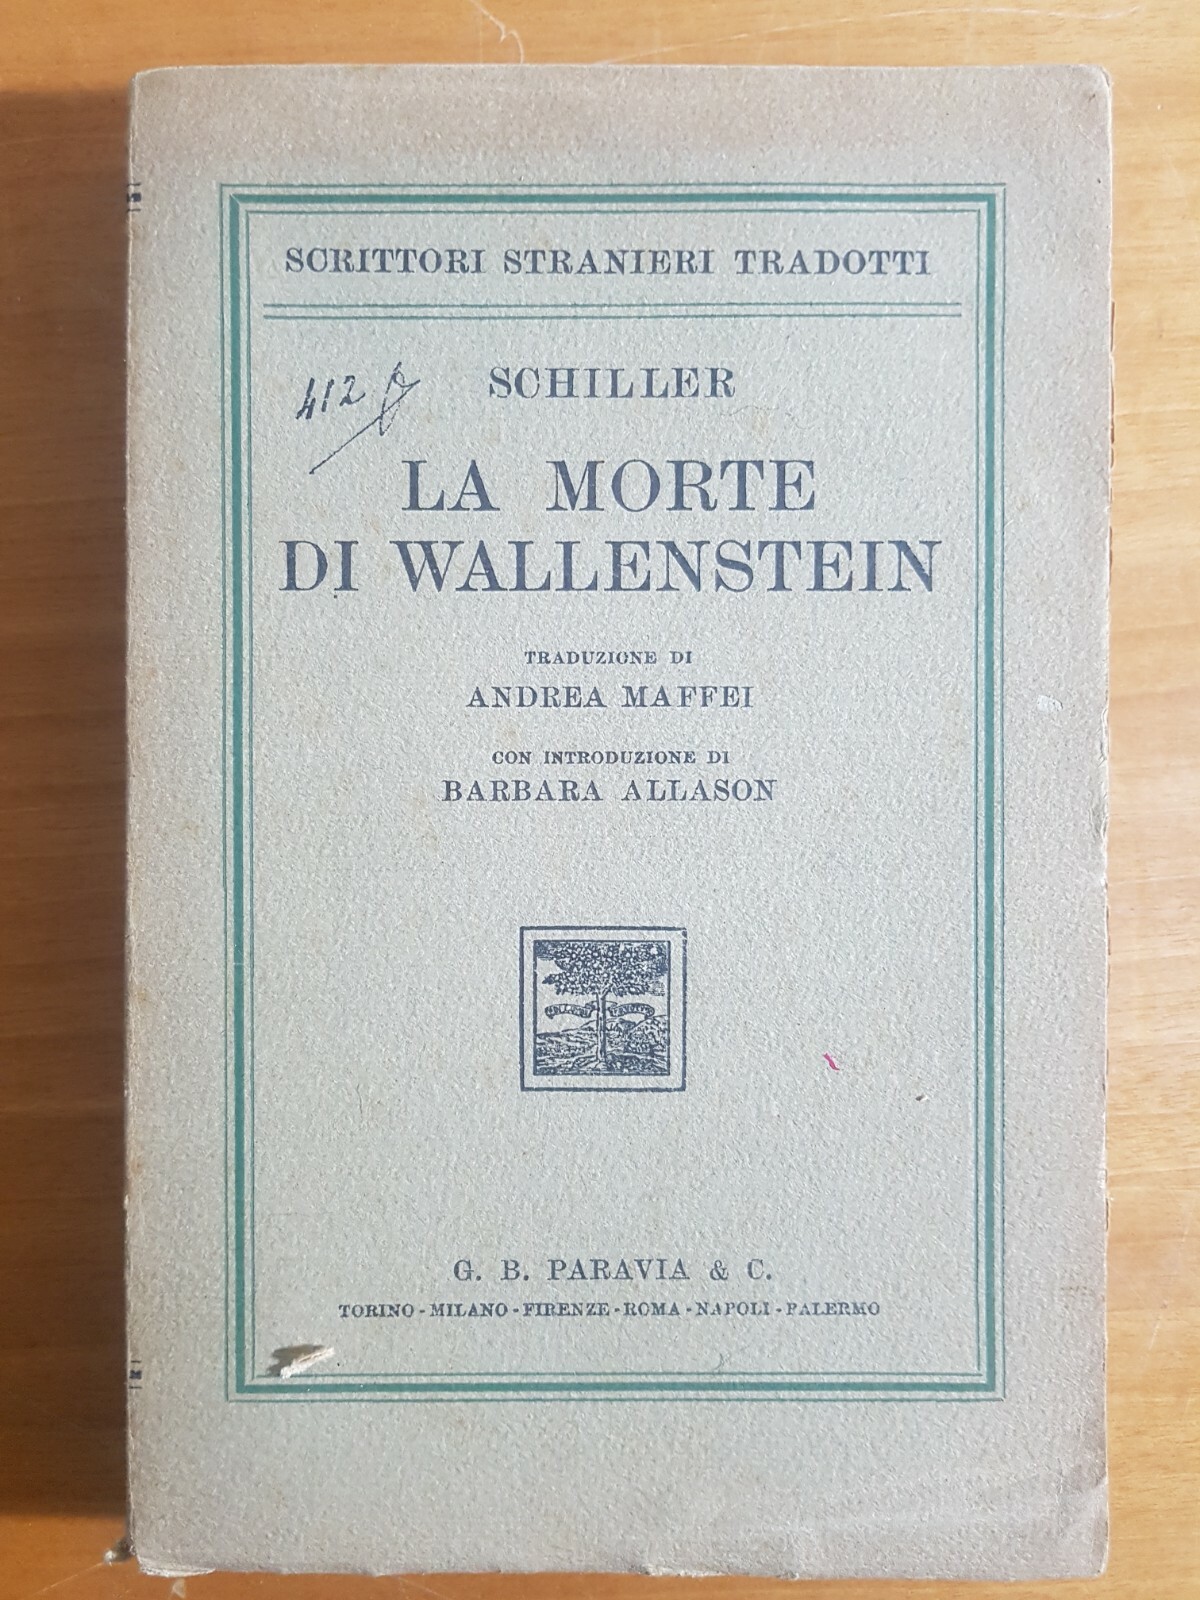 SCRITTORI STRANIERI TRADOTTI
412
SCHILLER
LA MORTE
DI WALLENSTEIN
TRADUZIONE DI
ANDREA MAFFEI
CON INTRODUZIONE DI
BARBARA ALLASON
G. B. PARAVIA & C.
TORINO - MILANO - FIRENZE - ROMA - NAPOLI - PALERMO